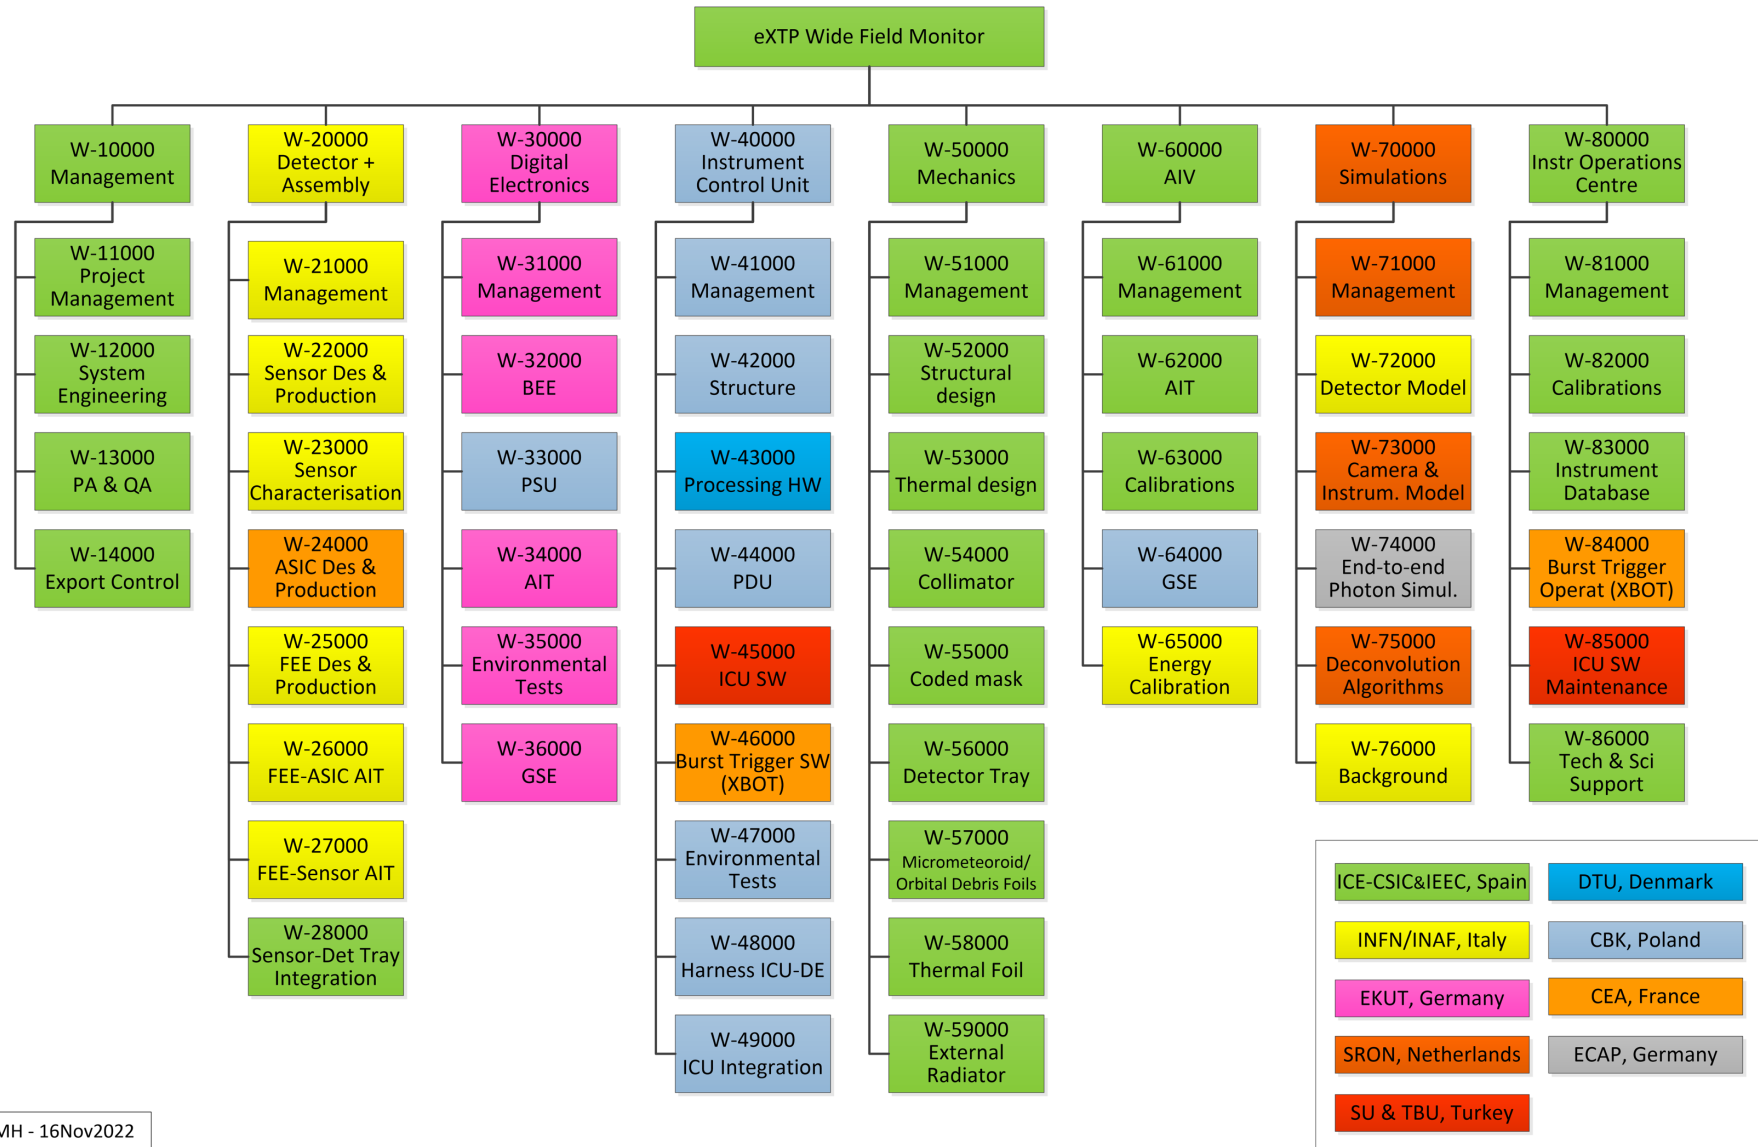 eXTP Wide Field Monitor
W-10000
Management
W-11000
Project
Management
W-12000
System
Engineering
W-13000
PA & QA
W-14000
Export Control
W-20000
Detector +
Assembly
W-21000
Management
W-22000
Sensor Des &
Production
W-23000
Sensor
Characterisation
W-24000
ASIC Des &
Production
W-25000
FEE Des &
Production
W-26000
FEE-ASIC AIT
W-27000
FEE-Sensor AIT
W-28000
Sensor-Det Tray
Integration
W-30000
Digital
Electronics
W-31000
Management
W-32000
BEE
W-33000
PSU
W-34000
AIT
W-35000
Environmental
Tests
W-36000
GSE
W-40000
Instrument
Control Unit
W-41000
Management
W-42000
Structure
W-43000
Processing HW
W-44000
PDU
W-45000
ICU SW
W-46000
Burst Trigger SW
(XBOT)
W-47000
Environmental
Tests
W-48000
Harness ICU-DE
W-49000
ICU Integration
W-50000
Mechanics
W-51000
Management
W-52000
Structural
design
W-53000
Thermal design
W-54000
Collimator
W-55000
Coded mask
W-56000
Detector Tray
W-57000
Micrometeoroid/
Orbital Debris Foils
W-58000
Thermal Foil
W-59000
External
Radiator
W-60000
AIV
W-61000
Management
W-62000
AIT
W-63000
Calibrations
W-64000
GSE
W-65000
Energy
Calibration
W-70000
Simulations
W-71000
Management
W-72000
Detector Model
W-73000
Camera &
Instrum. Model
W-74000
End-to-end
Photon Simul.
W-75000
Deconvolution
Algorithms
W-76000
Background
W-80000
Instr Operations
Centre
W-81000
Management
W-82000
Calibrations
W-83000
Instrument
Database
W-84000
Burst Trigger
Operat (XBOT)
W-85000
ICU SW
Maintenance
W-86000
Tech & Sci
Support
ICE-CSIC&IEEC, Spain
DTU, Denmark
INFN/INAF, Italy
CBK, Poland
EKUT, Germany
CEA, France
SRON, Netherlands
ECAP, Germany
SU & TBU, Turkey
MH - 16Nov2022